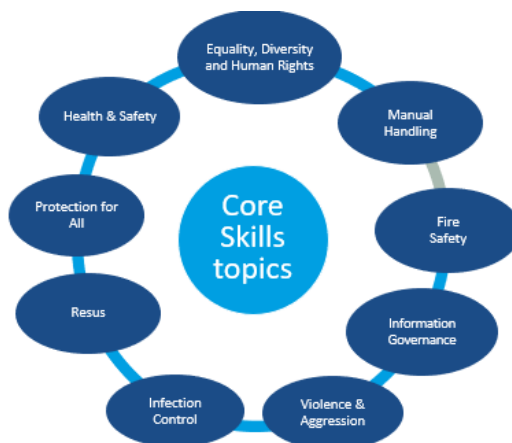 Equality, Diversity
and Human Rights
Manual
Handling
Fire
Safety
Information
Governance
Violence &
Aggression
Infection
Control
Resus
Protection for
All
Health & Safety
Core
Skills
topics